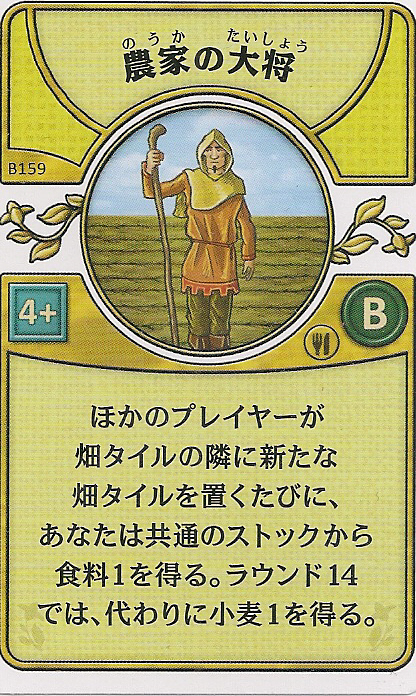 のうか たいしょう
農家の大将
B159
4+
B
ほかのプレイヤーが
畑タイルの隣に新たな
畑タイルを置くたびに、
あなたは共通のストックから
食料1を得る。ラウンド14
では、代わりに小麦1を得る。